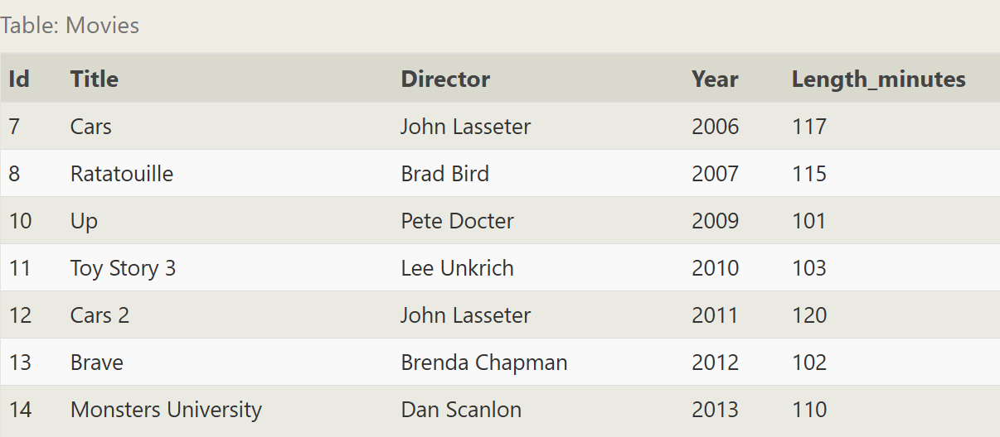 Table: Movies
Id Title Director Year Length_minutes
7 Cars John Lasseter 2006 117
8 Ratatouille Brad Bird 2007 115
10 Up Pete Docter 2009 101
11 Toy Story 3 Lee Unkrich 2010 103
12 Cars 2 John Lasseter 2011 120
13 Brave Brenda Chapman 2012 102
14 Monsters University Dan Scanlon 2013 110